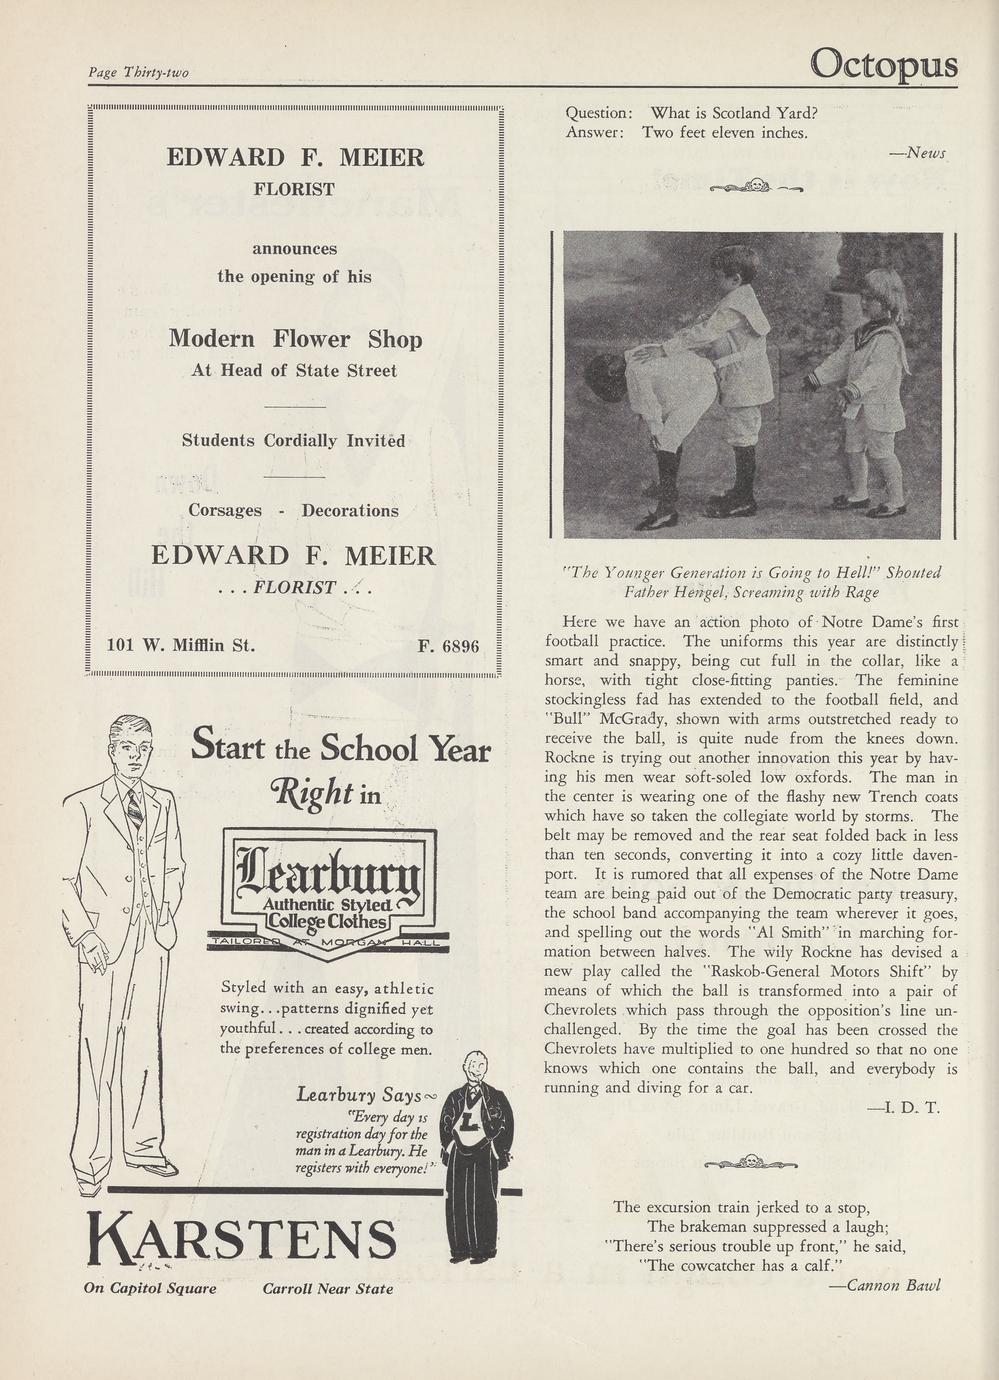 Page Thirty-two
Octopus
EDWARD F. MEIER
FLORIST
announces
the opening of his
Modern Flower Shop
At Head of State Street
Students Cordially Invited
Corsages - Decorations
EDWARD F. MEIER
. . . FLORIST . . .
101 W. Mifflin St. F. 6896
Start the School Year
Right in
Learbury
Authentic Styled
College Clothes
TAILORED AT MORGAN HALL
Styled with an easy, athletic
swing. . .patterns dignified yet
youthful . . . created according to
the preferences of college men.
Learbury Says~
"Every day is
registration day for the
man in a Learbury. He
registers with everyone!"
L
KARSTENS
On Capitol Square Carroll Near State
Question: What is Scotland Yard?
Answer: Two feet eleven inches.
—News
"The Younger Generation is Going to Hell!" Shouted
Father Hengel, Screaming with Rage
Here we have an action photo of Notre Dame's first
football practice. The uniforms this year are distinctly
smart and snappy, being cut full in the collar, like a
horse, with tight close-fitting panties. The feminine
stockingless fad has extended to the football field, and
"Bull" McGrady, shown with arms outstretched ready to
receive the ball, is quite nude from the knees down.
Rockne is trying out another innovation this year by hav-
ing his men wear soft-soled low oxfords. The man in
the center is wearing one of the flashy new Trench coats
which have so taken the collegiate world by storms. The
belt may be removed and the rear seat folded back in less
than ten seconds, converting it into a cozy little daven-
port. It is rumored that all expenses of the Notre Dame
team are being paid out of the Democratic party treasury,
the school band accompanying the team wherever it goes,
and spelling out the words "Al Smith" in marching for-
mation between halves. The wily Rockne has devised a
new play called the "Raskob-General Motors Shift" by
means of which the ball is transformed into a pair of
Chevrolets which pass through the opposition's line un-
challenged. By the time the goal has been crossed the
Chevrolets have multiplied to one hundred so that no one
knows which one contains the ball, and everybody is
running and diving for a car.
—I. D. T.
The excursion train jerked to a stop,
The brakeman suppressed a laugh;
"There's serious trouble up front," he said,
"The cowcatcher has a calf."
—Cannon Bawl